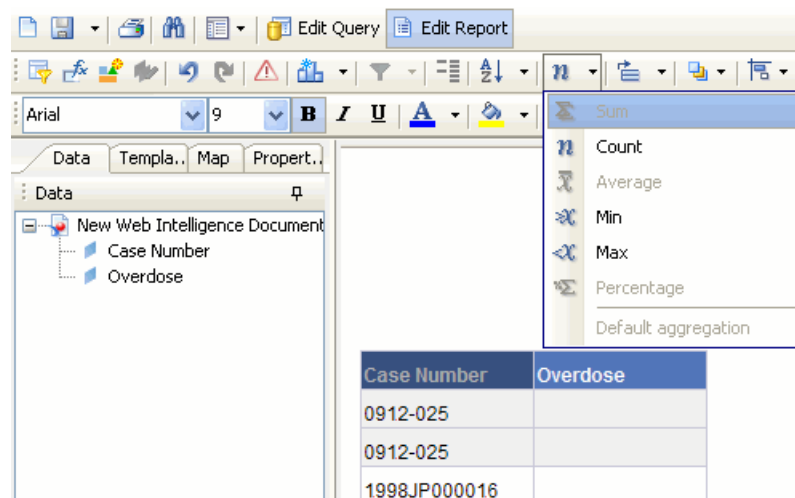 Edit Query Edit Report
n
Arial 9 B I U A
n Count
Sum
Average
Min
Max
Percentage
Default aggregation
Data Templa.. Map Propert..
Data
New Web Intelligence Document
Case Number
Overdose
Case Number Overdose
0912-025
0912-025
1998JP000016